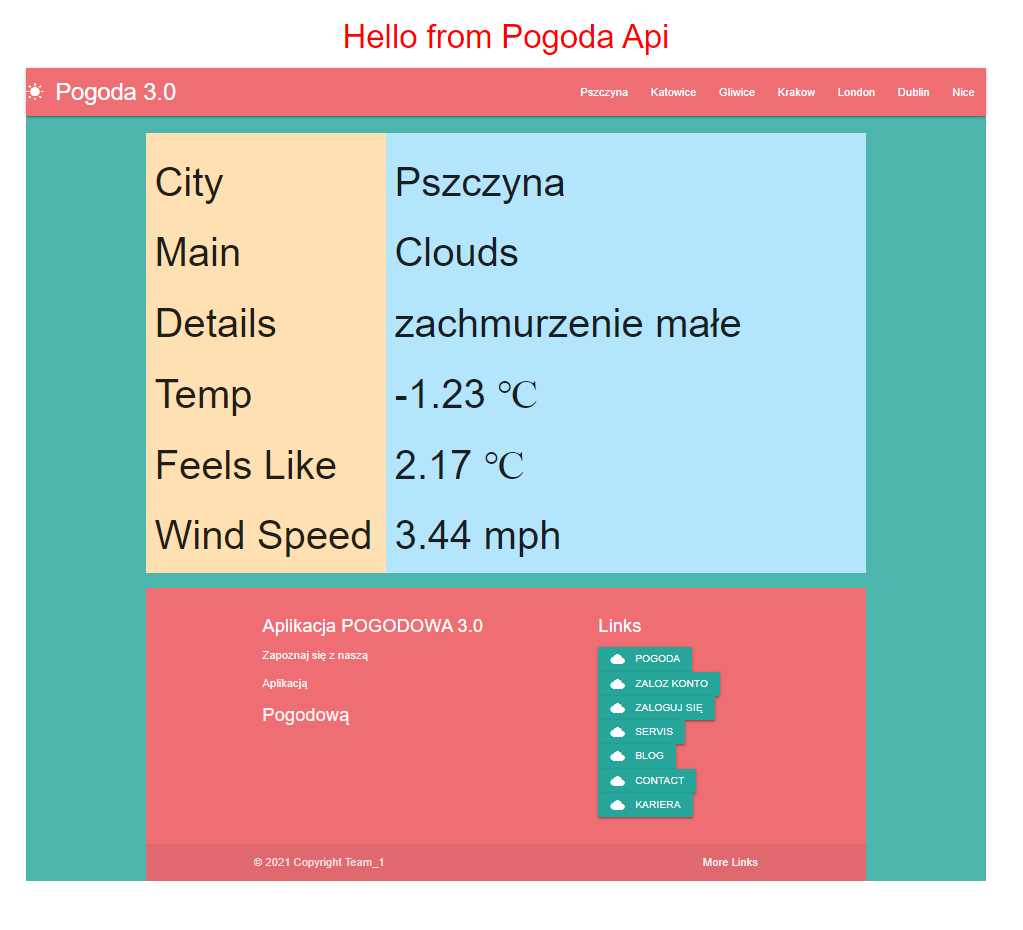 Hello from Pogoda Api
Pogoda 3.0 Pszczyna Katowice Gliwice Krakow London Dublin Nice
City Pszczyna
Main Clouds
Details zachmurzenie małe
Temp -1.23 ℃
Feels Like 2.17 ℃
Wind Speed 3.44 mph
Aplikacja POGODOWA 3.0
Zapoznaj się z naszą
Aplikacją
Pogodową
Links
POGODA
ZALOZ KONTO
ZALOGUJ SIĘ
SERVIS
BLOG
CONTACT
KARIERA
© 2021 Copyright Team_1 More Links